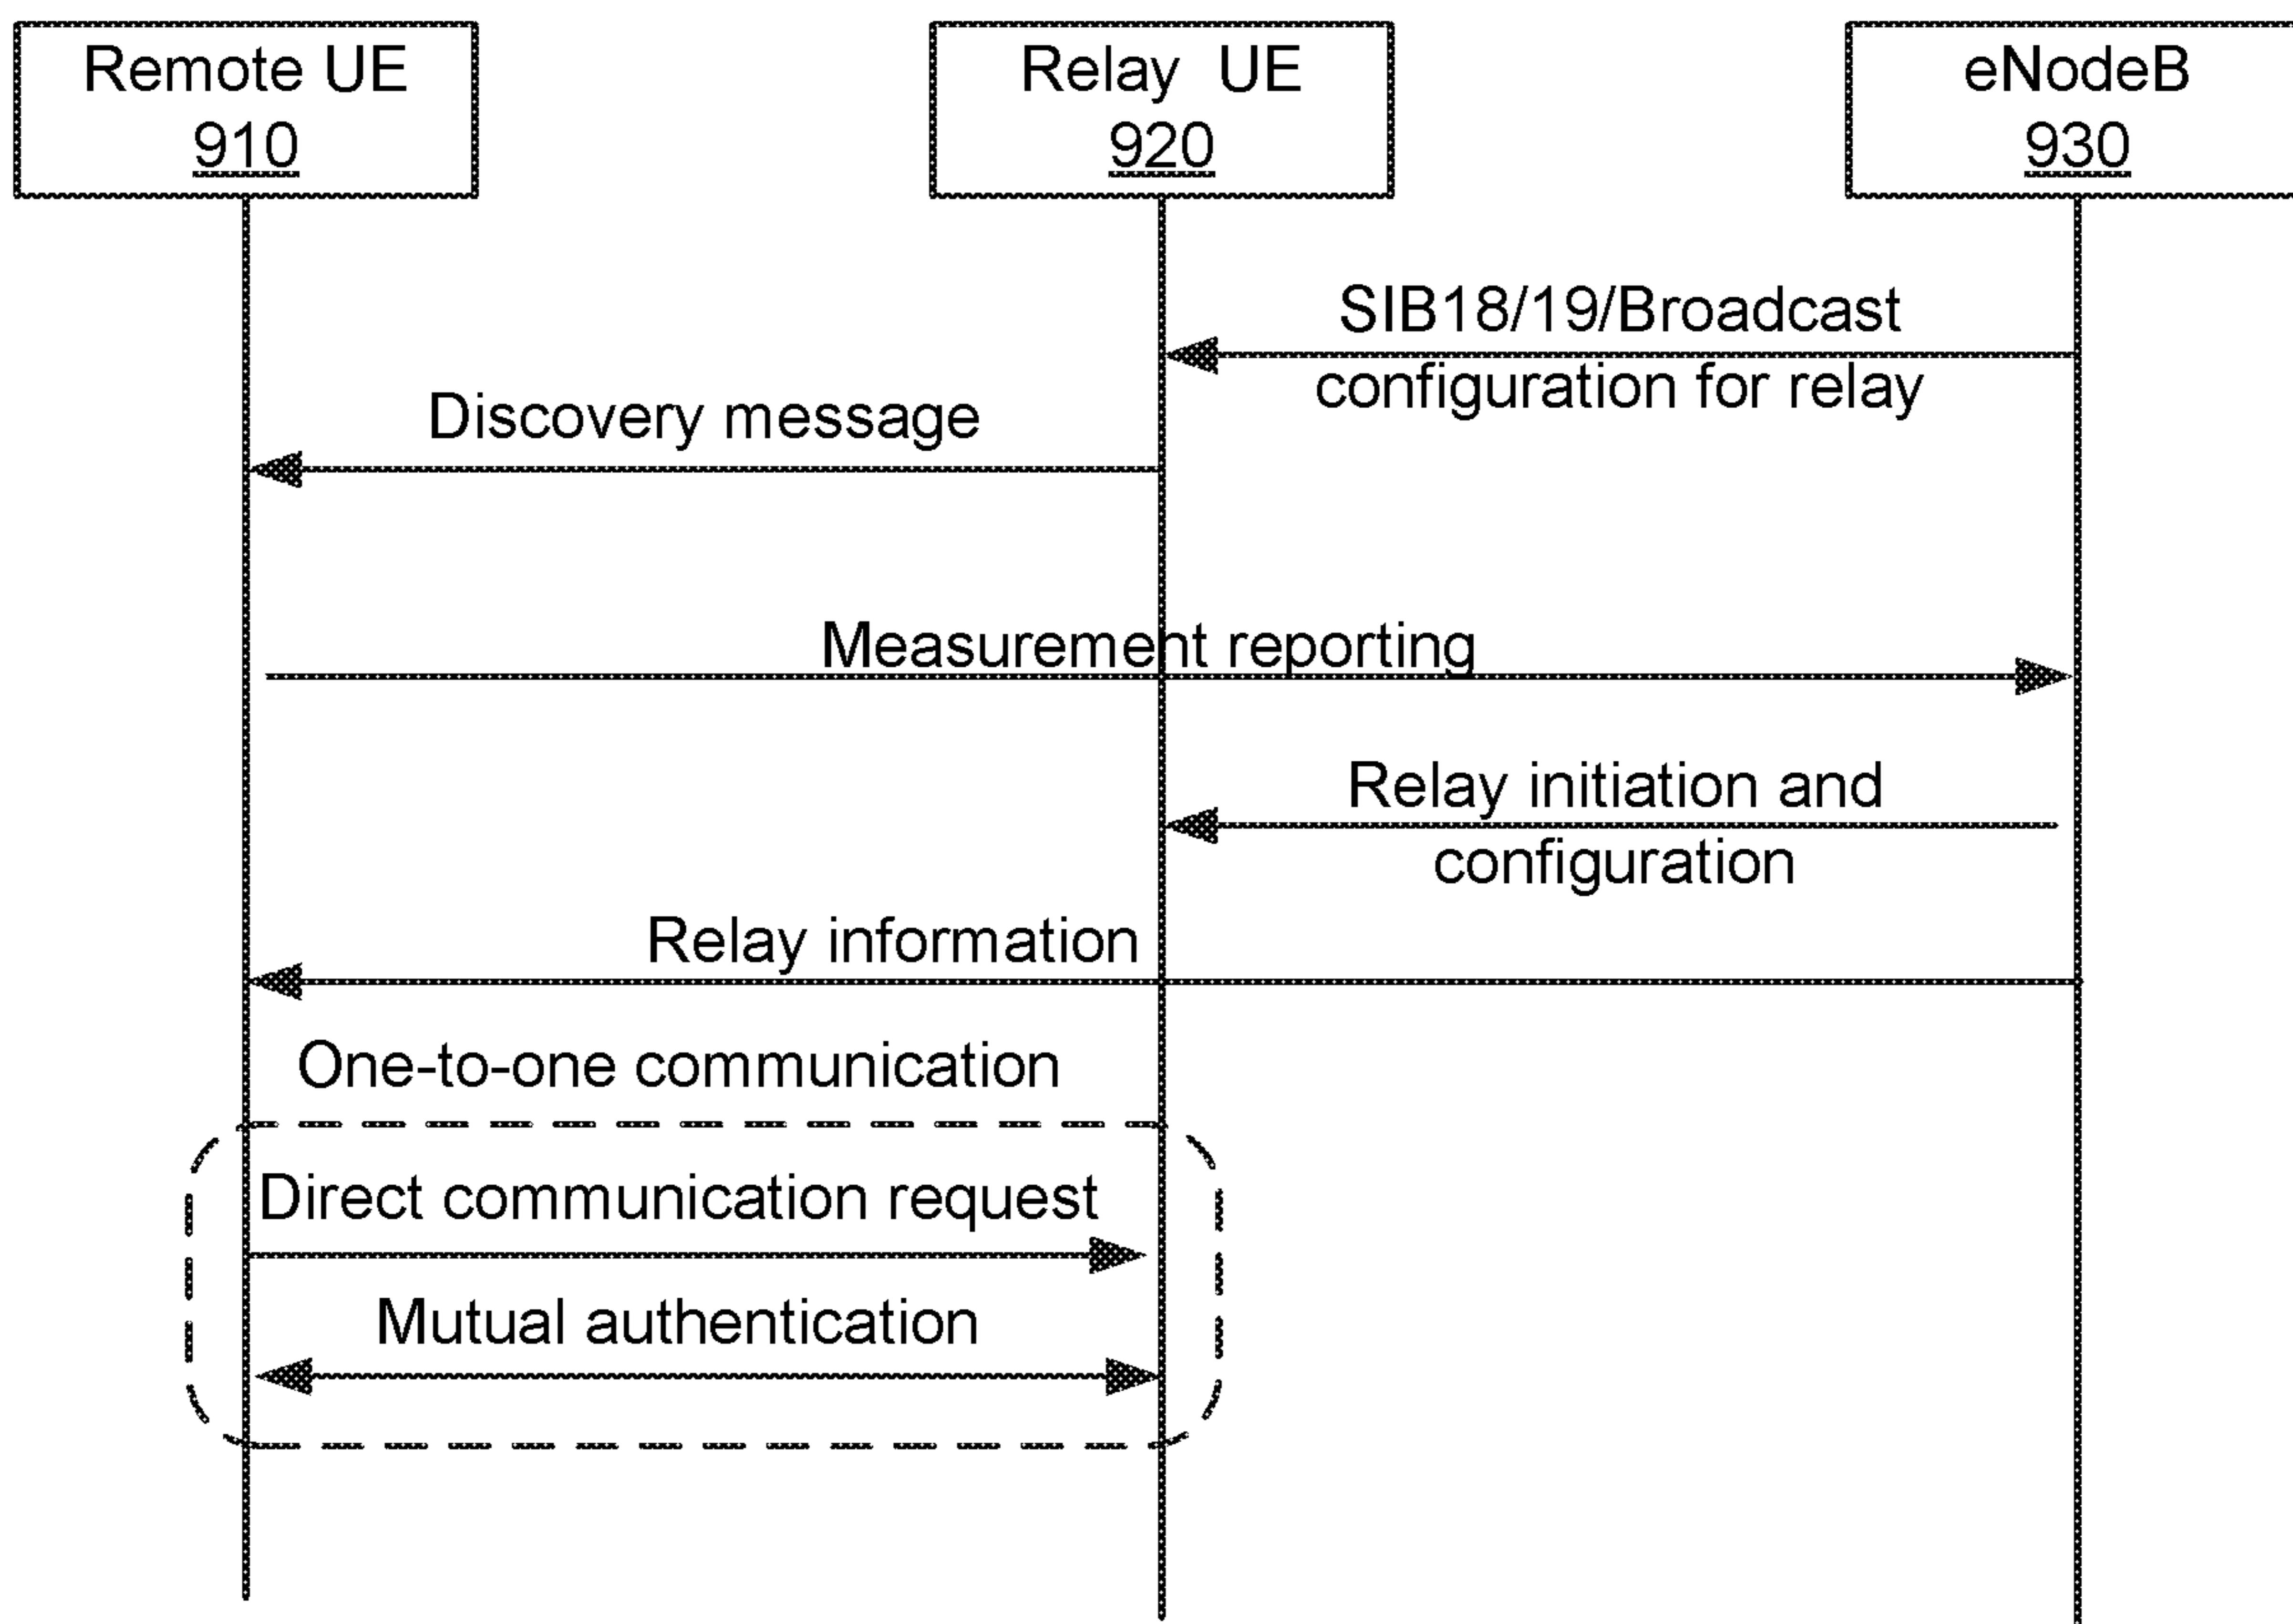 Remote UE
910
Relay UE
920
eNodeB
930
SIB18/19/Broadcast
configuration for relay
Discovery message
Measurement reporting
Relay initiation and
configuration
Relay information
One-to-one communication
Direct communication request
Mutual authentication